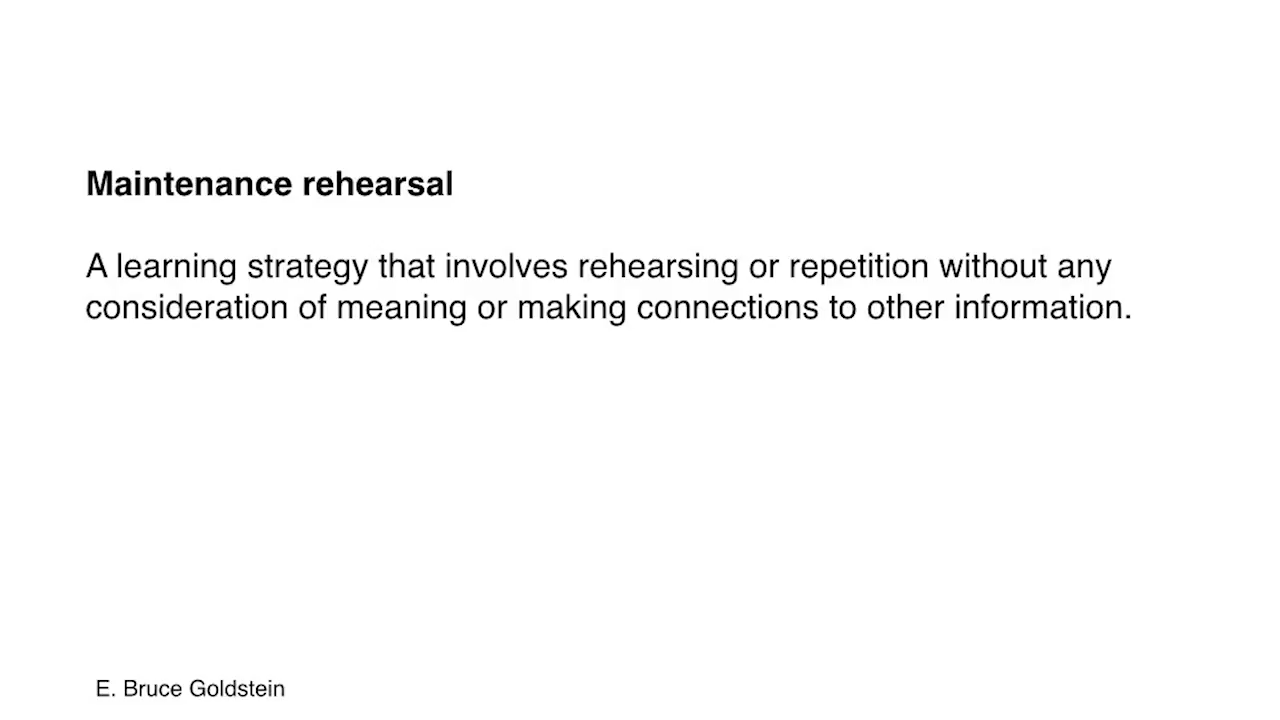 Maintenance rehearsal
A learning strategy that involves rehearsing or repetition without any
consideration of meaning or making connections to other information.
E. Bruce Goldstein